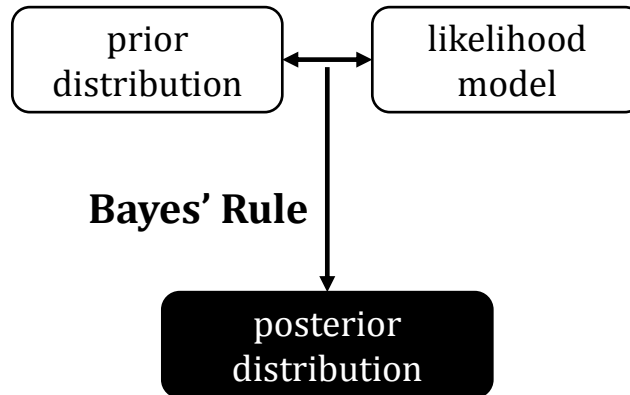 prior
distribution
likelihood
model
Bayes’ Rule
posterior
distribution